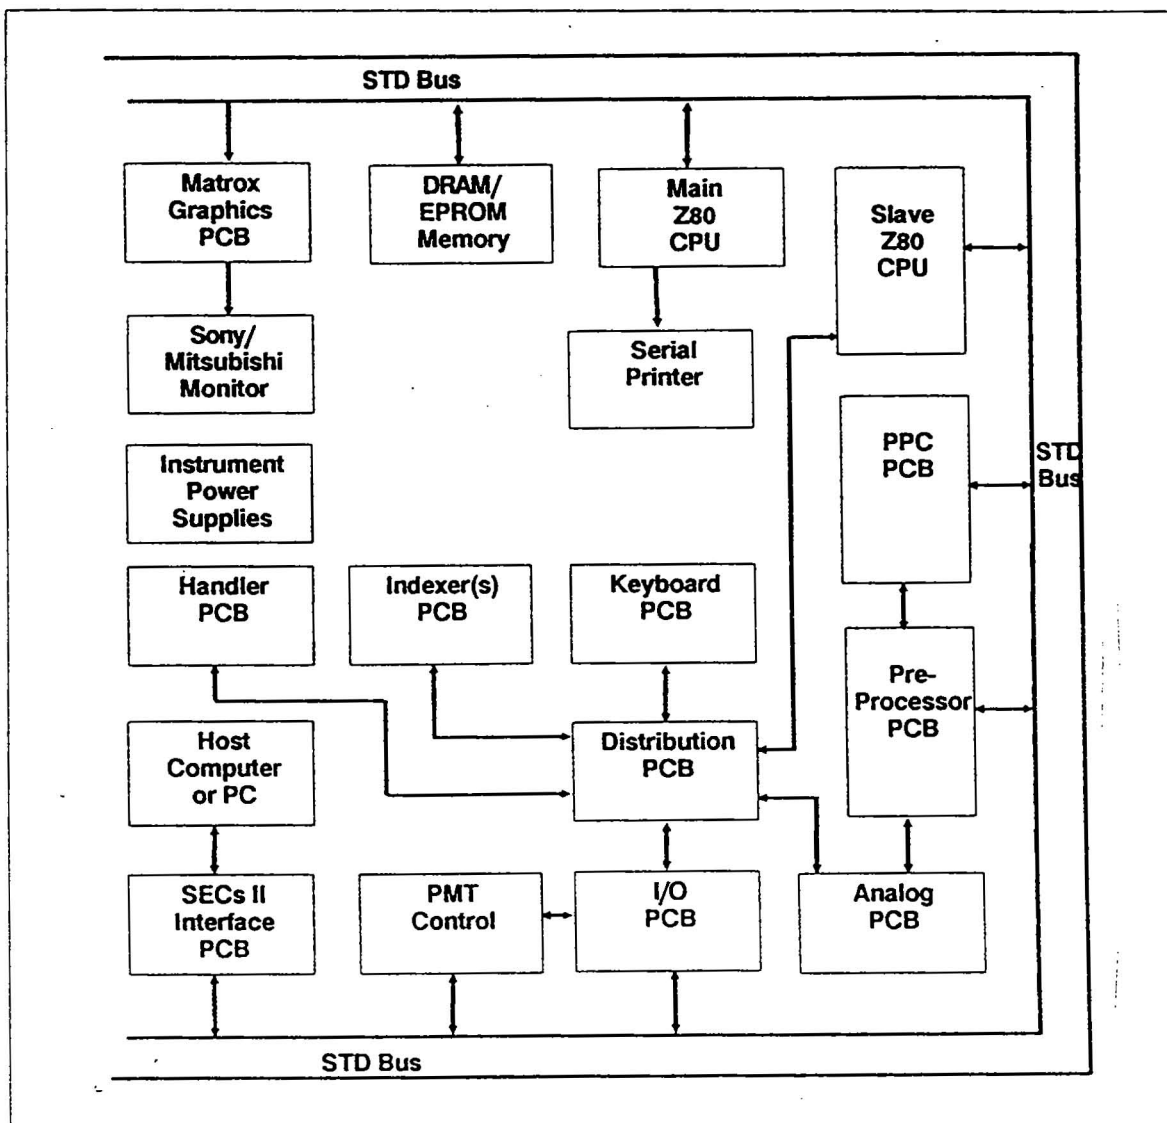 STD Bus
Matrox
Graphics
PCB
DRAM/
EPROM
Memory
Main
Z80
CPU
Slave
Z80
CPU
Sony/
Mitsubishi
Monitor
Serial
Printer
PPC
PCB
STD
Bus
Instrument
Power
Supplies
Handler
PCB
Indexer(s)
PCB
Keyboard
PCB
Pre-
Processor
PCB
Host
Computer
or PC
Distribution
PCB
SECs II
Interface
PCB
PMT
Control
I/O
PCB
Analog
PCB
STD Bus